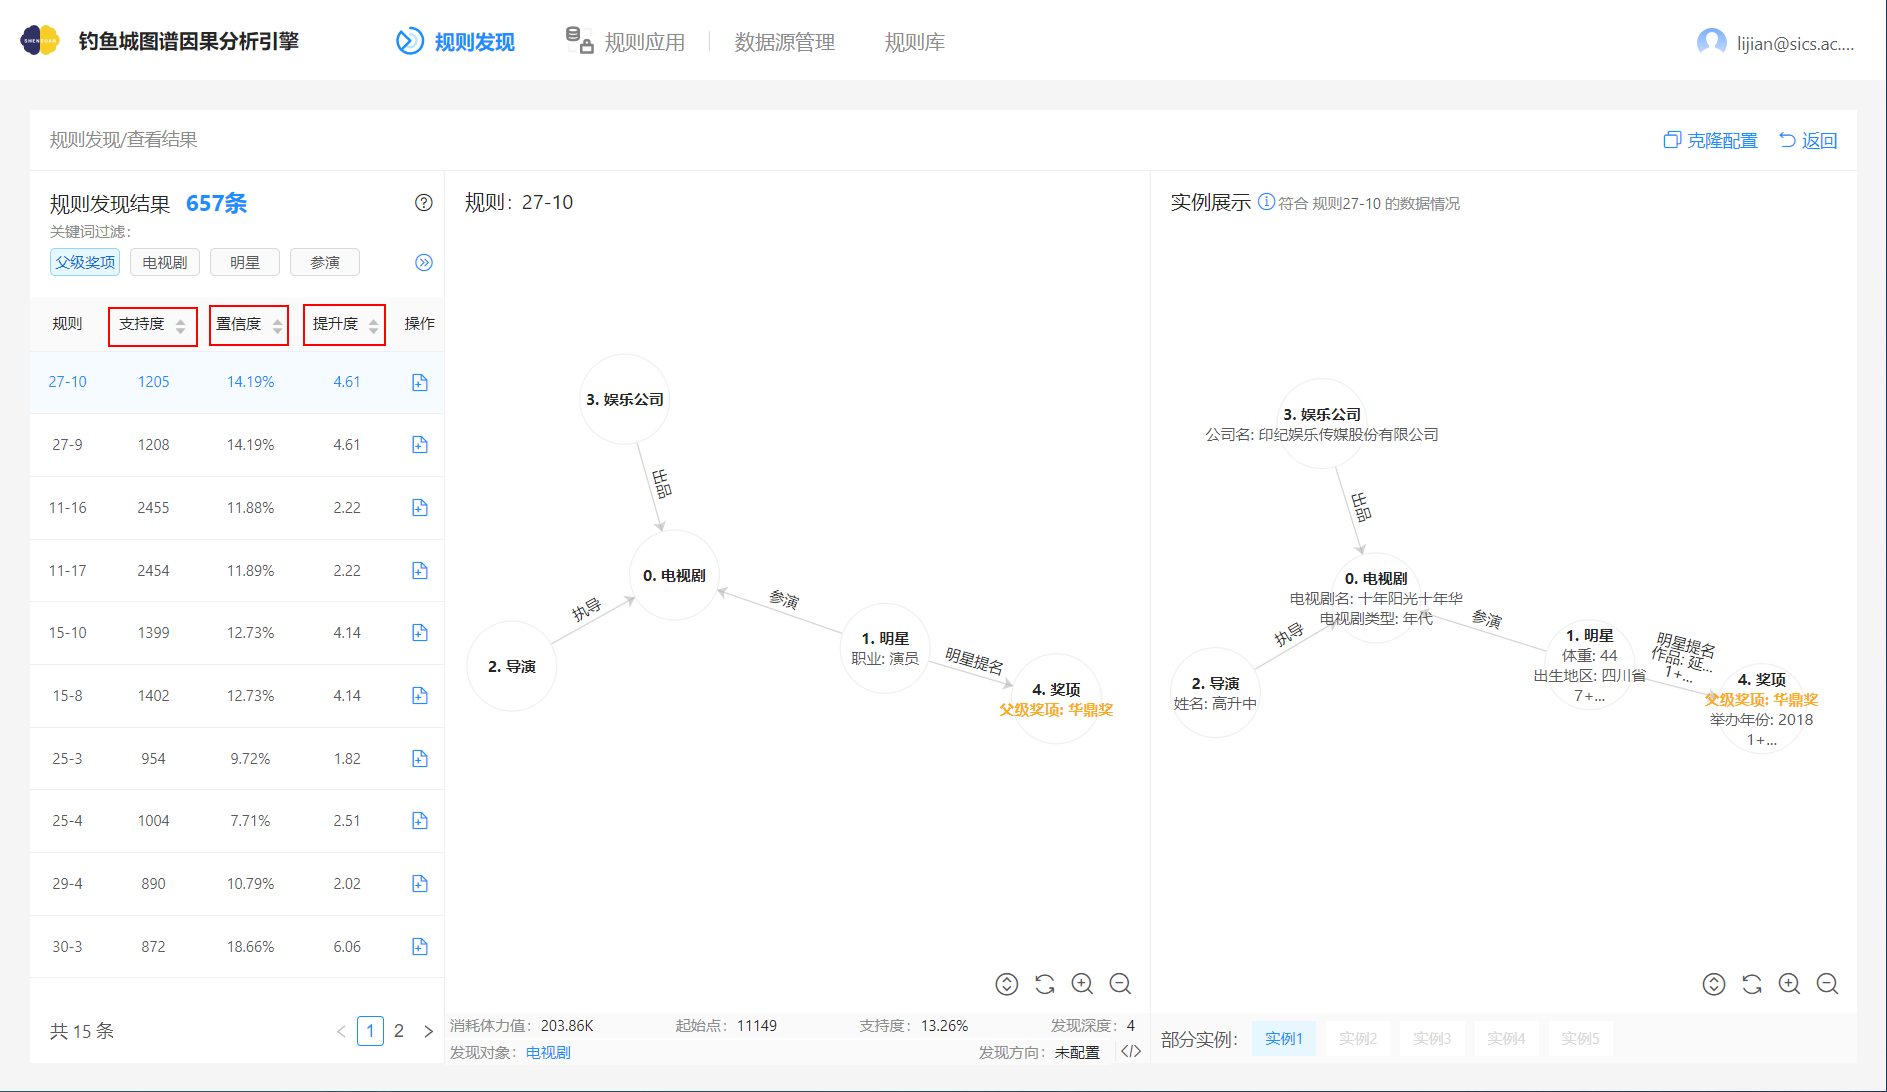 钓鱼城图谱因果分析引擎
规则发现
规则应用
数据源管理
规则库
lijian@sics.ac....
规则发现/查看结果
克隆配置
返回
规则发现结果 657条
关键词过滤:
父级奖项 电视剧 明星 参演
规则 支持度 置信度 提升度 操作
27-10 1205 14.19% 4.61
27-9 1208 14.19% 4.61
11-16 2455 11.88% 2.22
11-17 2454 11.89% 2.22
15-10 1399 12.73% 4.14
15-8 1402 12.73% 4.14
25-3 954 9.72% 1.82
25-4 1004 7.71% 2.51
29-4 890 10.79% 2.02
30-3 872 18.66% 6.06
共 15 条
< 1 2 >
规则：27-10
3. 娱乐公司
出品
0. 电视剧
执导
参演
2. 导演
1. 明星
职业: 演员
明星提名
4. 奖项
父级奖项: 华鼎奖
消耗体力值：203.86K
起始点：11149
支持度：13.26%
发现深度：4
发现对象：电视剧
发现方向：未配置
</>
实例展示 符合 规则27-10 的数据情况
3. 娱乐公司
公司名: 印纪娱乐传媒股份有限公司
出品
0. 电视剧
电视剧名: 十年阳光十年华
电视剧类型: 年代
执导
参演
2. 导演
姓名: 高升中
1. 明星
体重: 44
出生地区: 四川省
7+...
明星提名
作品: 延...
1+...
4. 奖项
父级奖项: 华鼎奖
举办年份: 2018
1+...
部分实例： 实例1 实例2 实例3 实例4 实例5